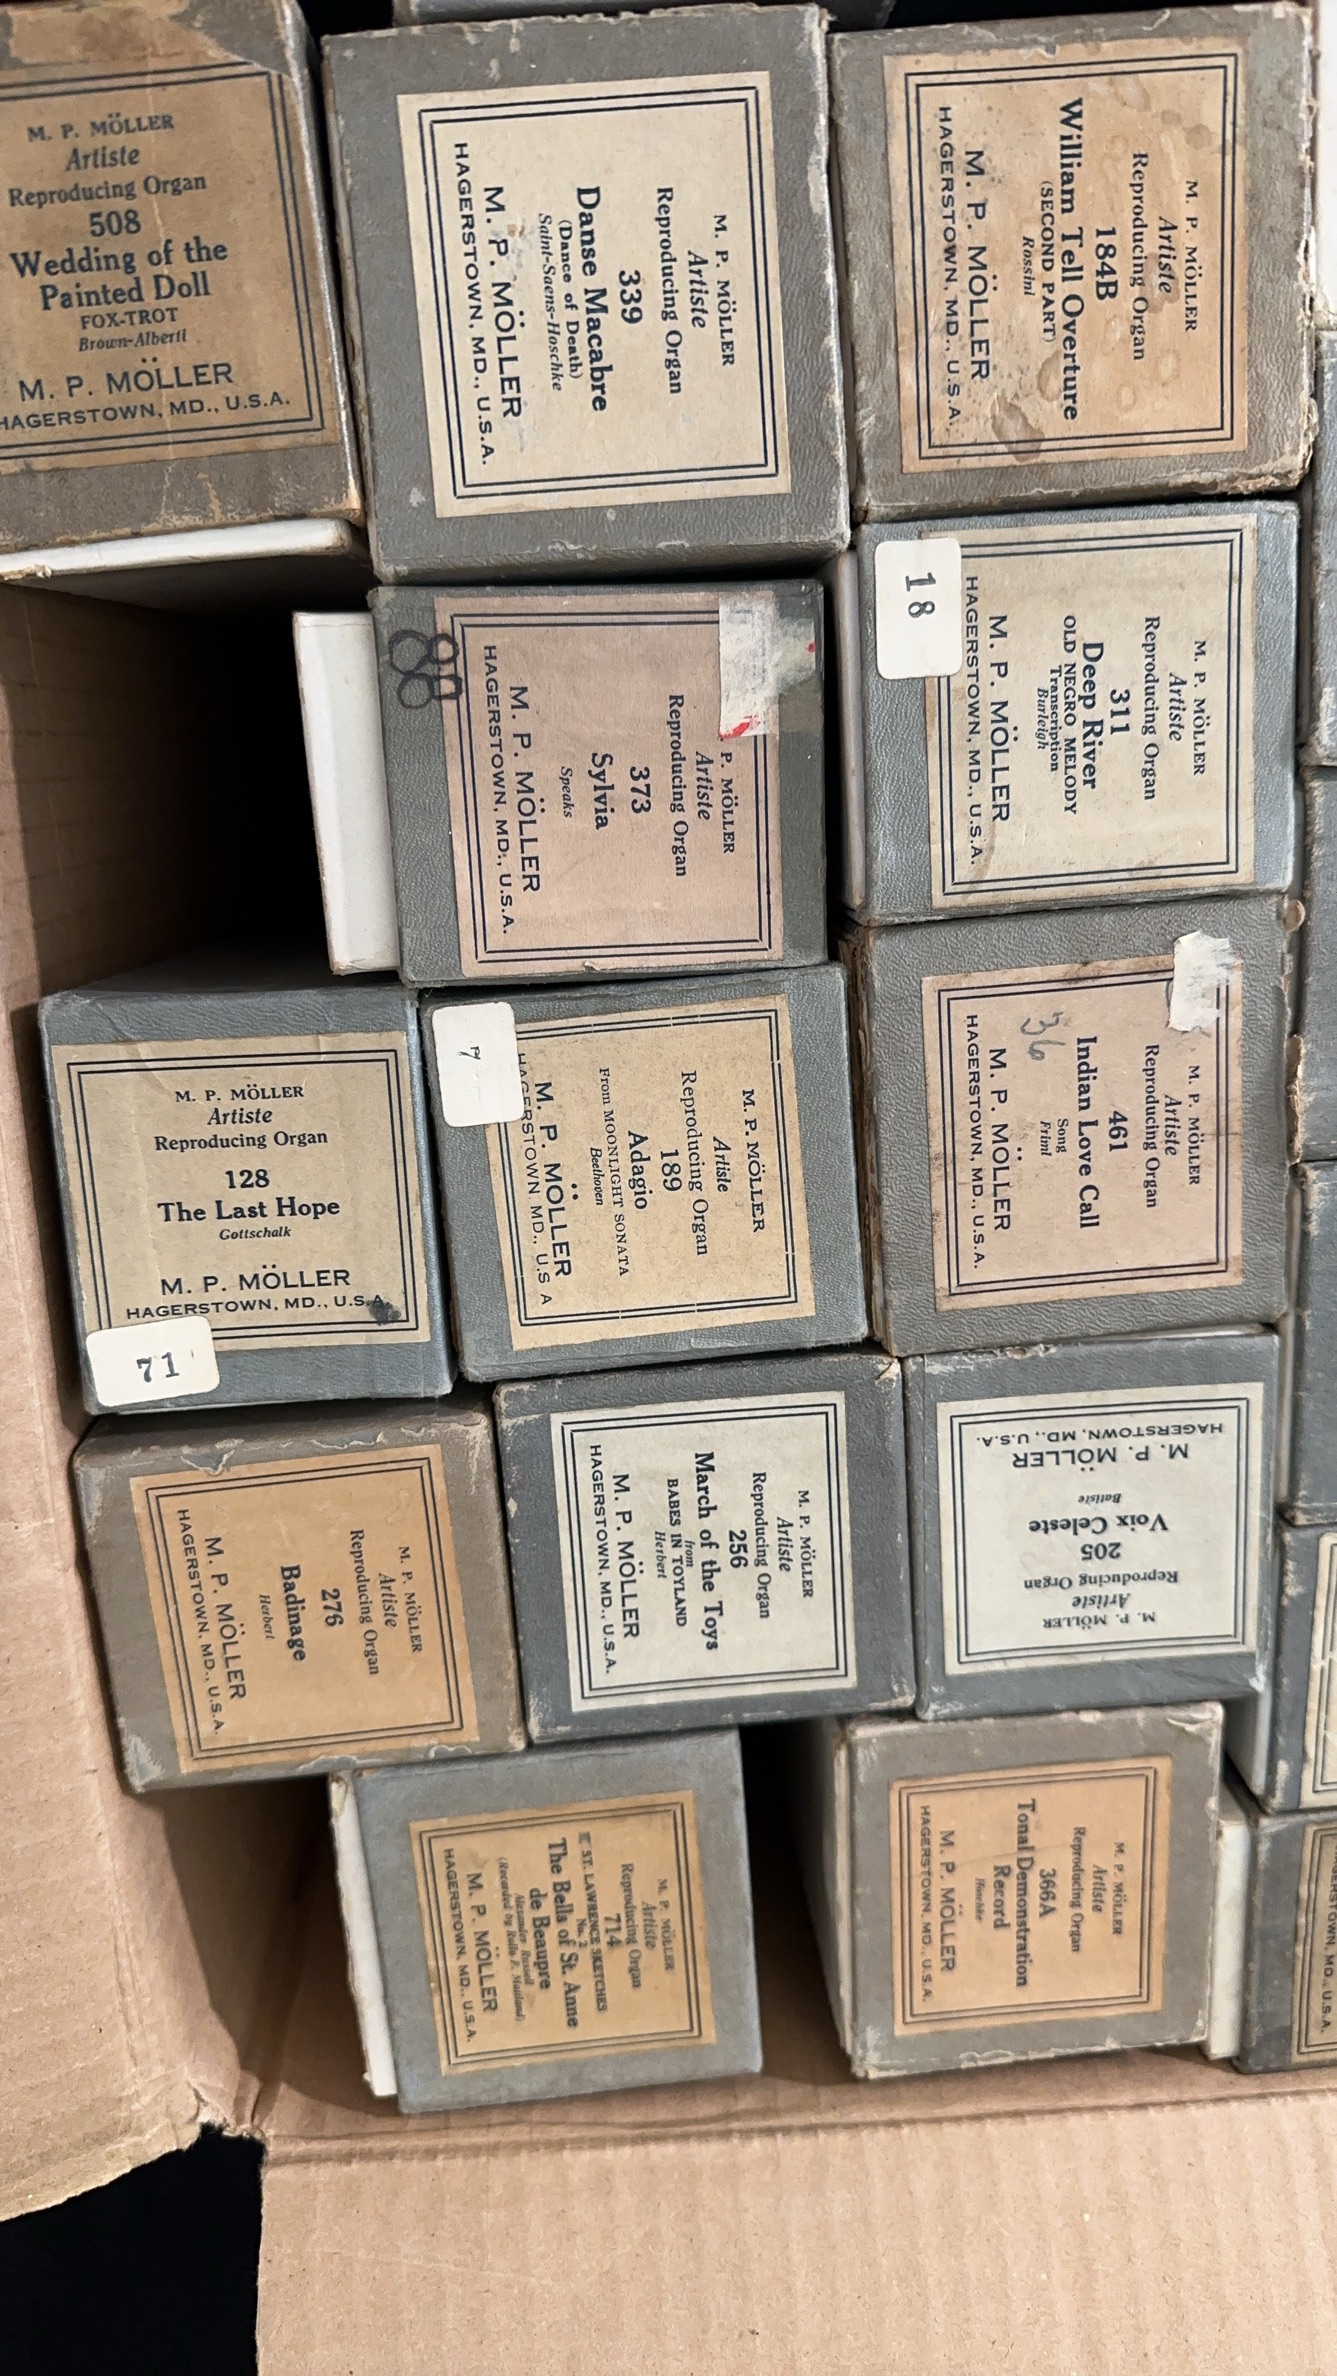 M. P. MÖLLER
Artiste
Reproducing Organ
508
Wedding of the
Painted Doll
FOX-TROT
Brown-Alberti
M. P. MÖLLER
HAGERSTOWN, MD., U.S.A.
M. P. MÖLLER
Artiste
Reproducing Organ
339
Danse Macabre
(Dance of Death)
Saint-Saens-Hoschke
M. P. MÖLLER
HAGERSTOWN, MD., U.S.A.
M. P. MÖLLER
Artiste
Reproducing Organ
184B
William Tell Overture
(SECOND PART)
Rossini
M. P. MÖLLER
HAGERSTOWN, MD., U.S.A.
P. MÖLLER
Artiste
Reproducing Organ
373
Sylvia
Speaks
M. P. MÖLLER
HAGERSTOWN, MD., U.S.A.
88
M. P. MÖLLER
Artiste
Reproducing Organ
311
Deep River
OLD NEGRO MELODY
Transcription
Burleigh
M. P. MÖLLER
HAGERSTOWN, MD., U.S.A.
18
M. P. MÖLLER
Artiste
Reproducing Organ
128
The Last Hope
Gottschalk
M. P. MÖLLER
HAGERSTOWN, MD., U.S.A.
71
M. P. MÖLLER
Artiste
Reproducing Organ
189
Adagio
From MOONLIGHT SONATA
Beethoven
M. P. MÖLLER
HAGERSTOWN, MD., U.S.A
7
M. P. MÖLLER
Artiste
Reproducing Organ
461
Indian Love Call
Song
Friml
36
M. P. MÖLLER
HAGERSTOWN, MD., U.S.A.
M. P. MÖLLER
Artiste
Reproducing Organ
276
Badinage
Herbert
M. P. MÖLLER
HAGERSTOWN, MD., U.S.A.
M. P. MÖLLER
Artiste
Reproducing Organ
256
March of the Toys
from
BABES IN TOYLAND
Herbert
M. P. MÖLLER
HAGERSTOWN, MD., U.S.A.
M. P. MÖLLER
Artiste
Reproducing Organ
205
Voix Celeste
Batiste
M. P. MÖLLER
HAGERSTOWN, MD., U.S.A.
M. P. MÖLLER
Artiste
Reproducing Organ
714
ST. LAWRENCE SKETCHES
No. 2
The Bells of St. Anne
de Beaupre
Alexander Russell
(Recorded by Rollo F. Maitland)
M. P. MÖLLER
HAGERSTOWN, MD., U.S.A.
M. P. MÖLLER
Artiste
Reproducing Organ
366A
Tonal Demonstration
Record
Hoschke
M. P. MÖLLER
HAGERSTOWN, MD., U.S.A.
TOWN, MD., U.S.A.